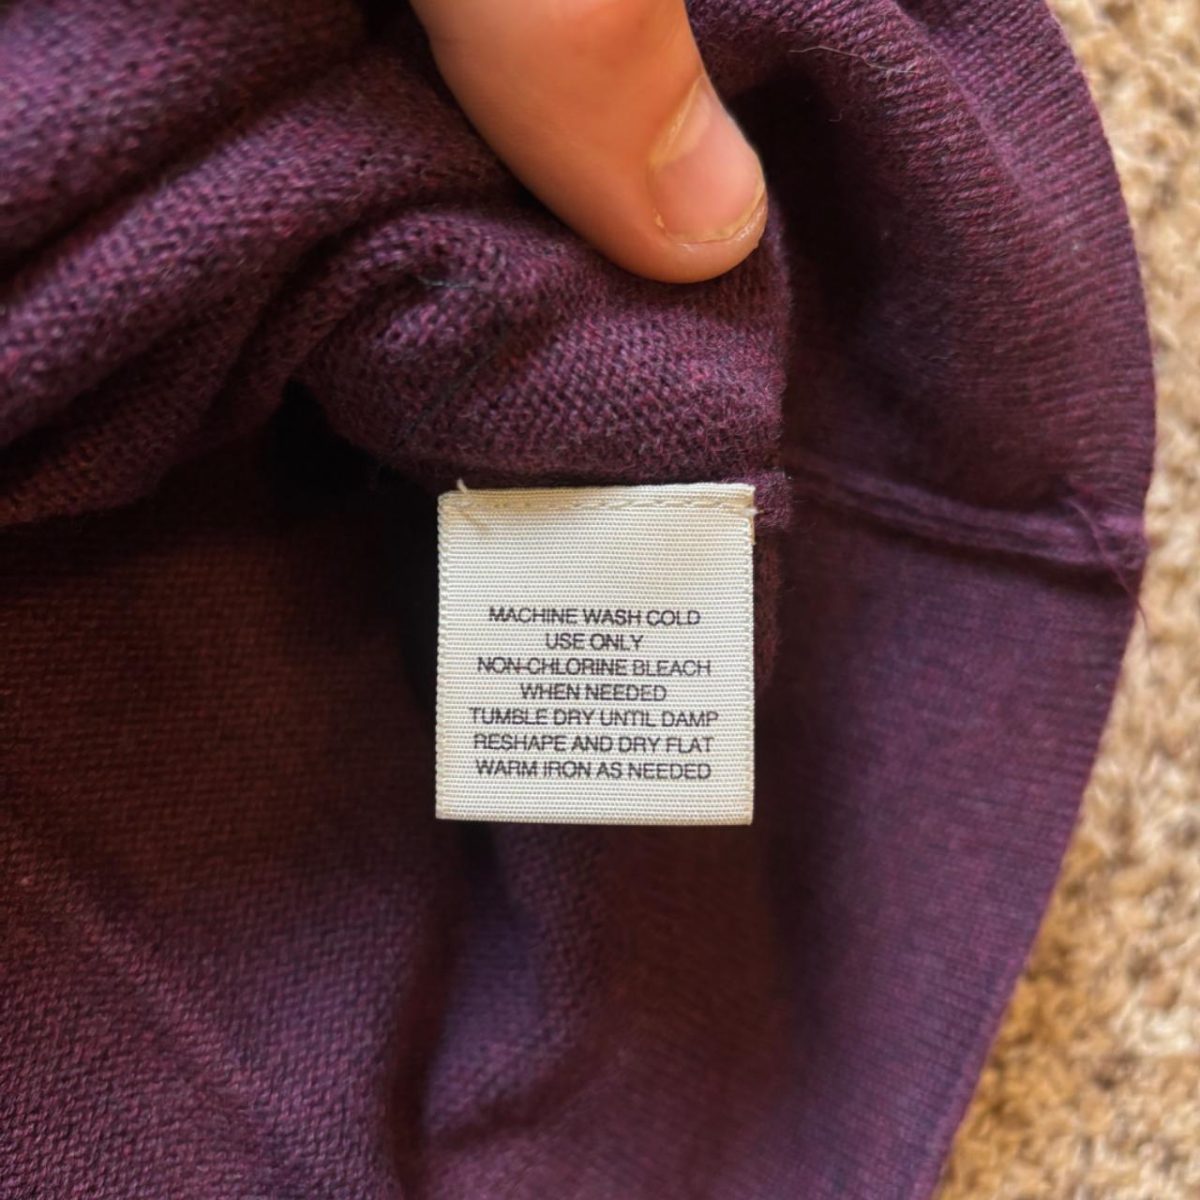 MACHINE WASH COLD
USE ONLY
NON-CHLORINE BLEACH
WHEN NEEDED
TUMBLE DRY UNTIL DAMP
RESHAPE AND DRY FLAT
WARM IRON AS NEEDED